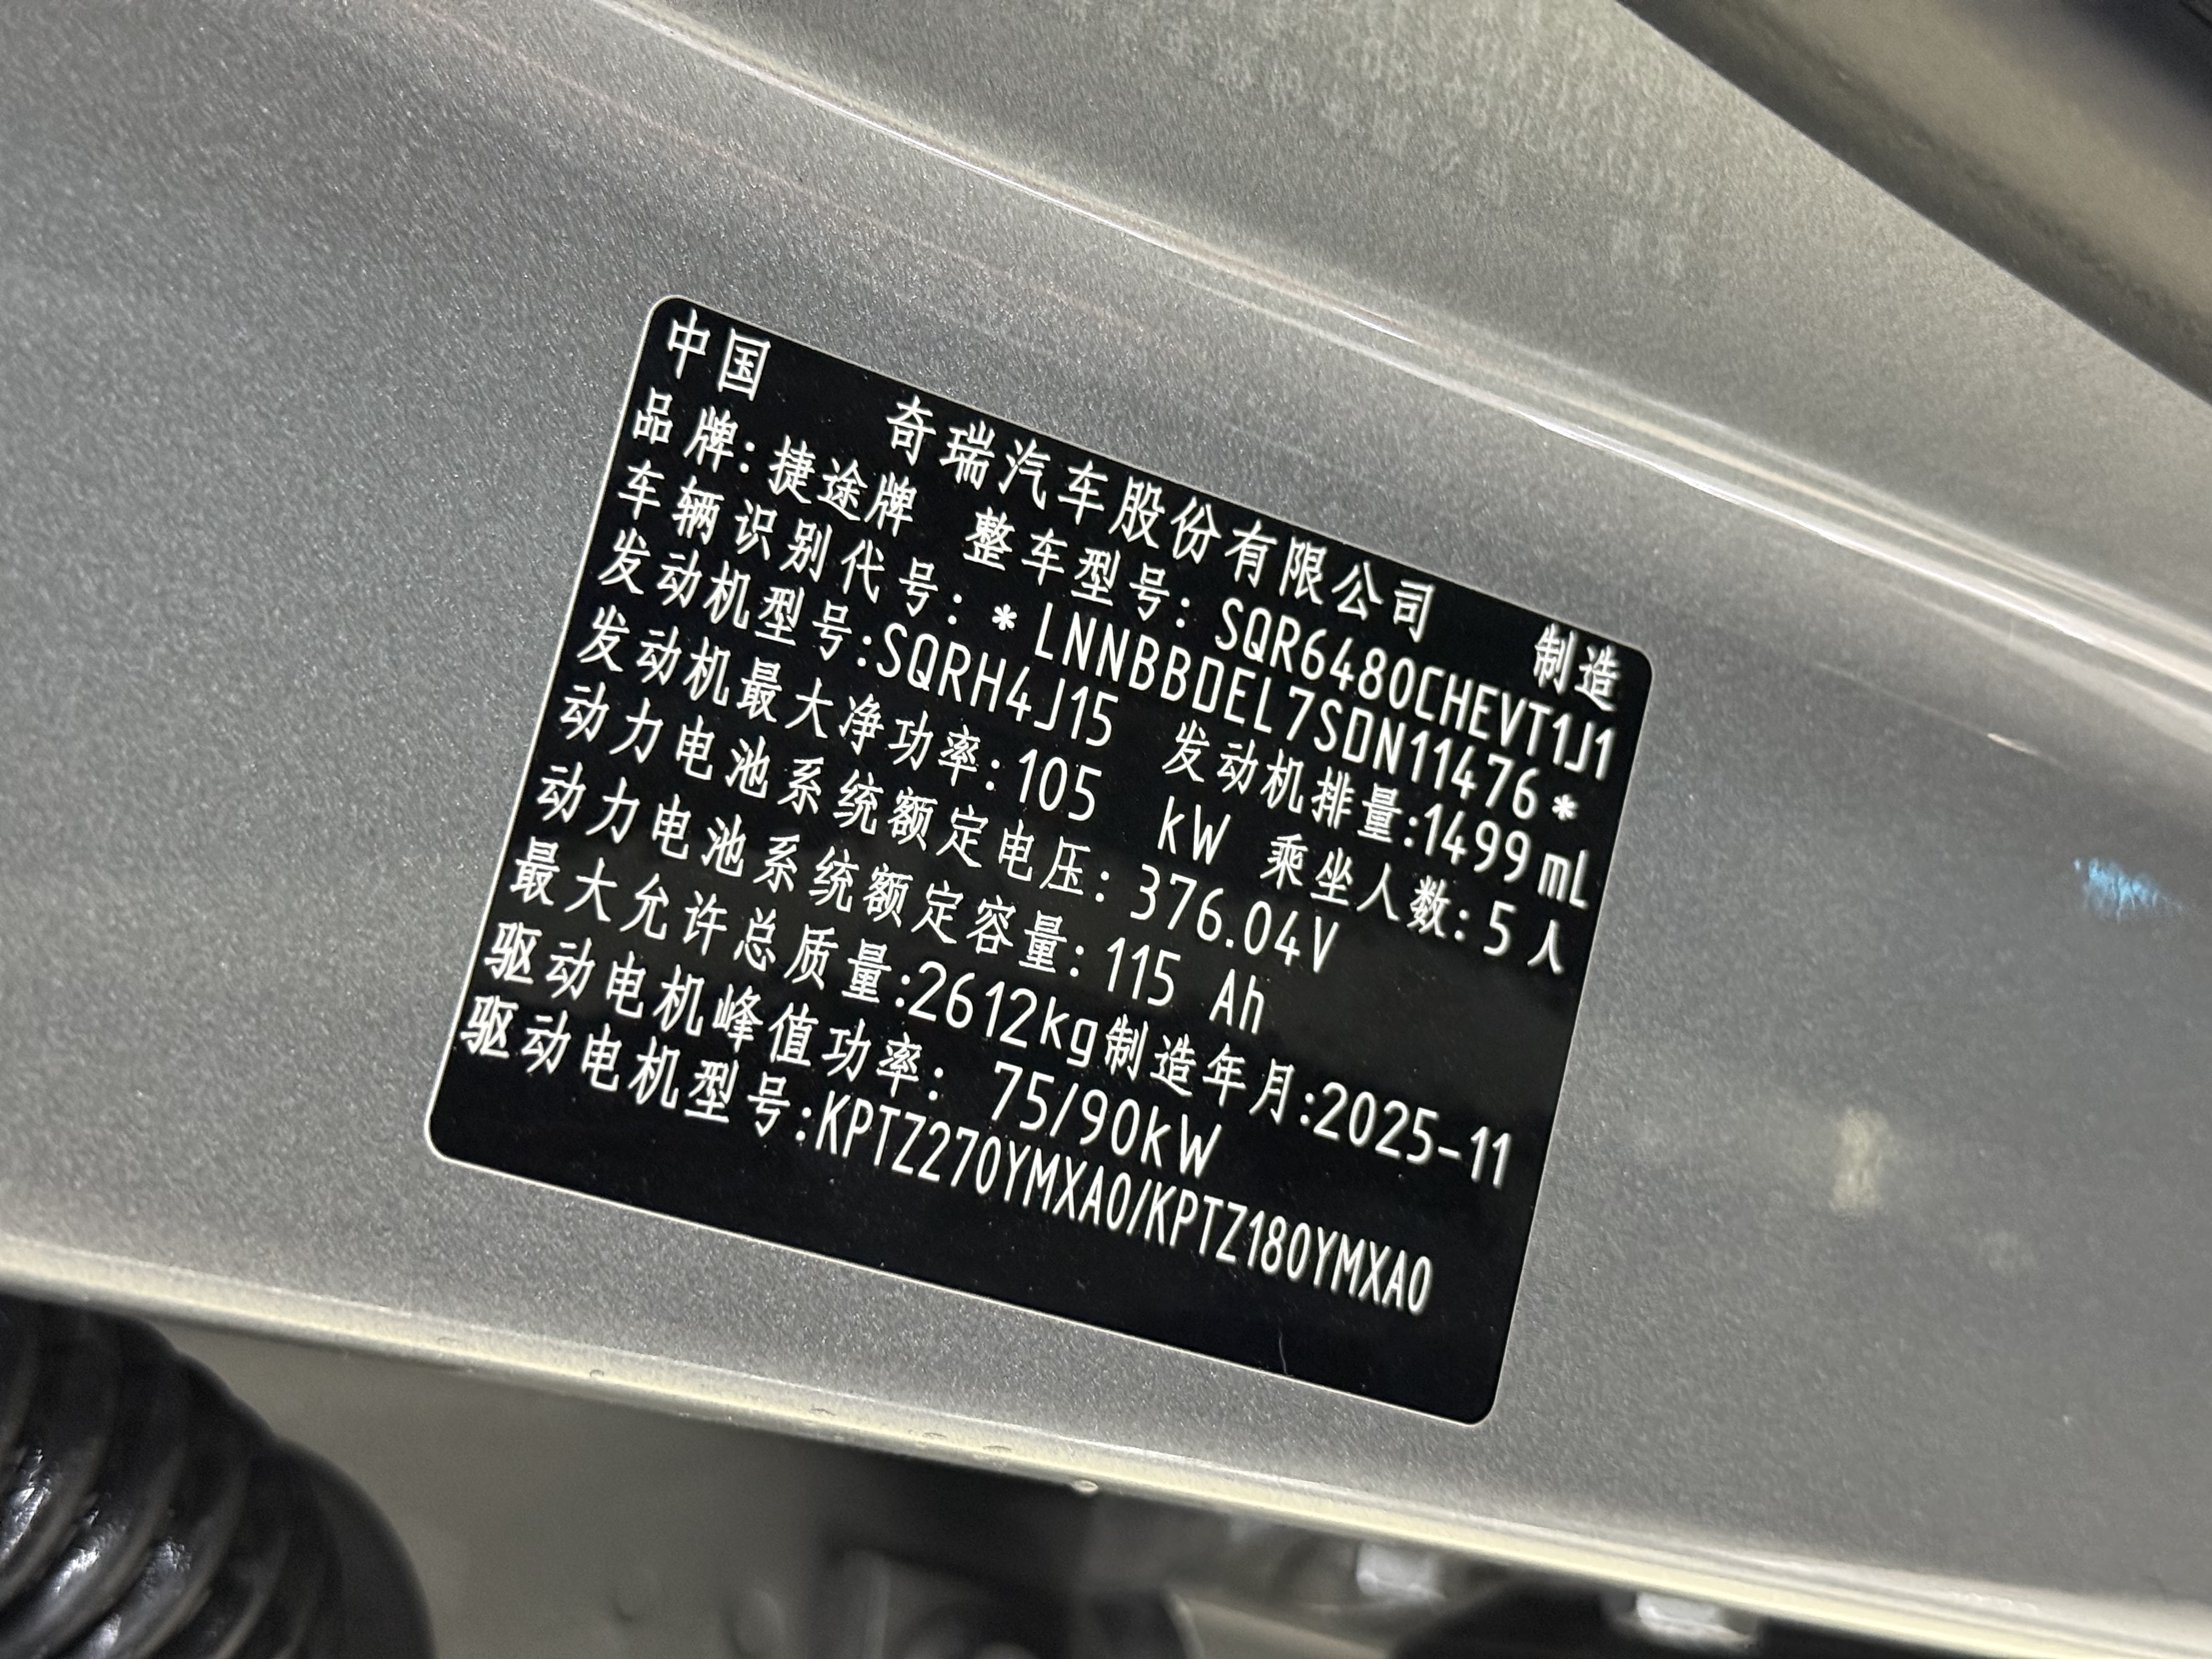 中国 奇瑞汽车股份有限公司 制造
品牌：捷途牌 整车型号：SQR6480CHEVT1J1
车辆识别代号：*LNNBBDEL7SDN11476*
发动机型号:SQRH4J15 发动机排量:1499mL
发动机最大净功率:105 kW 乘坐人数:5人
动力电池系统额定电压：376.04V
动力电池系统额定容量：115 Ah
最大允许总质量:2612kg制造年月:2025-11
驱动电机峰值功率： 75/90kW
驱动电机型号:KPTZ270YMXA0/KPTZ180YMXA0